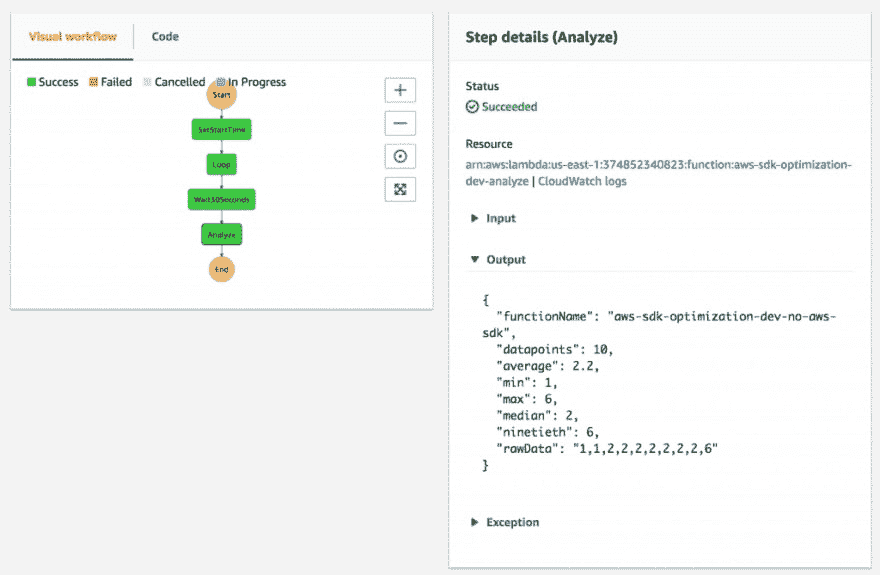 Visual workflow
Code
Success Failed Cancelled In Progress
Start
SetStartTime
Loop
Wait30Seconds
Analyze
End
Step details (Analyze)
Status
Succeeded
Resource
arn:aws:lambda:us-east-1:374852340823:function:aws-sdk-optimization-
dev-analyze | CloudWatch logs
Input
Output
{
"functionName": "aws-sdk-optimization-dev-no-aws-
sdk",
"datapoints": 10,
"average": 2.2,
"min": 1,
"max": 6,
"median": 2,
"ninetieth": 6,
"rawData": "1,1,2,2,2,2,2,2,2,6"
}
Exception